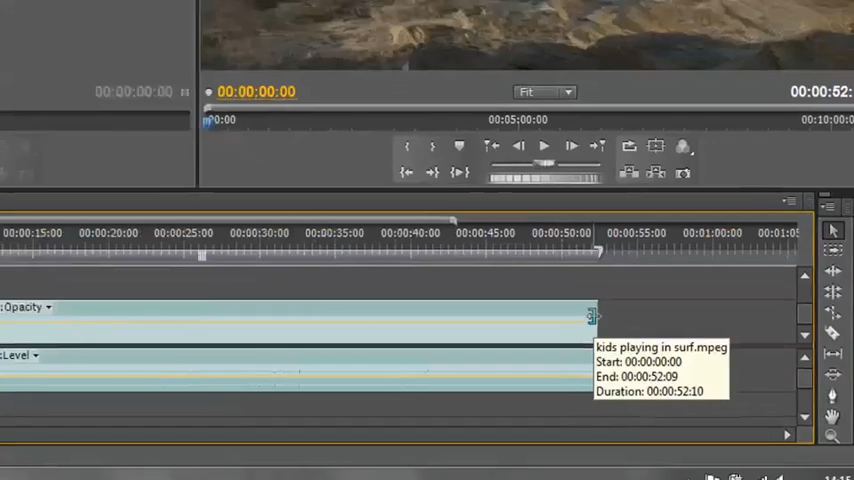 00:00:00:00
00:00:00:00
Fit
00:00:52:
00:00
00:05:00:00
00:10:00:0
00:00:15:00
00:00:20:00
00:00:25:00
00:00:30:00
00:00:35:00
00:00:40:00
00:00:45:00
00:00:50:00
00:00:55:00
00:01:00:00
00:01:05
:Opacity
:Level
kids playing in surf.mpeg
Start: 00:00:00:00
End: 00:00:52:09
Duration: 00:00:52:10
14:15